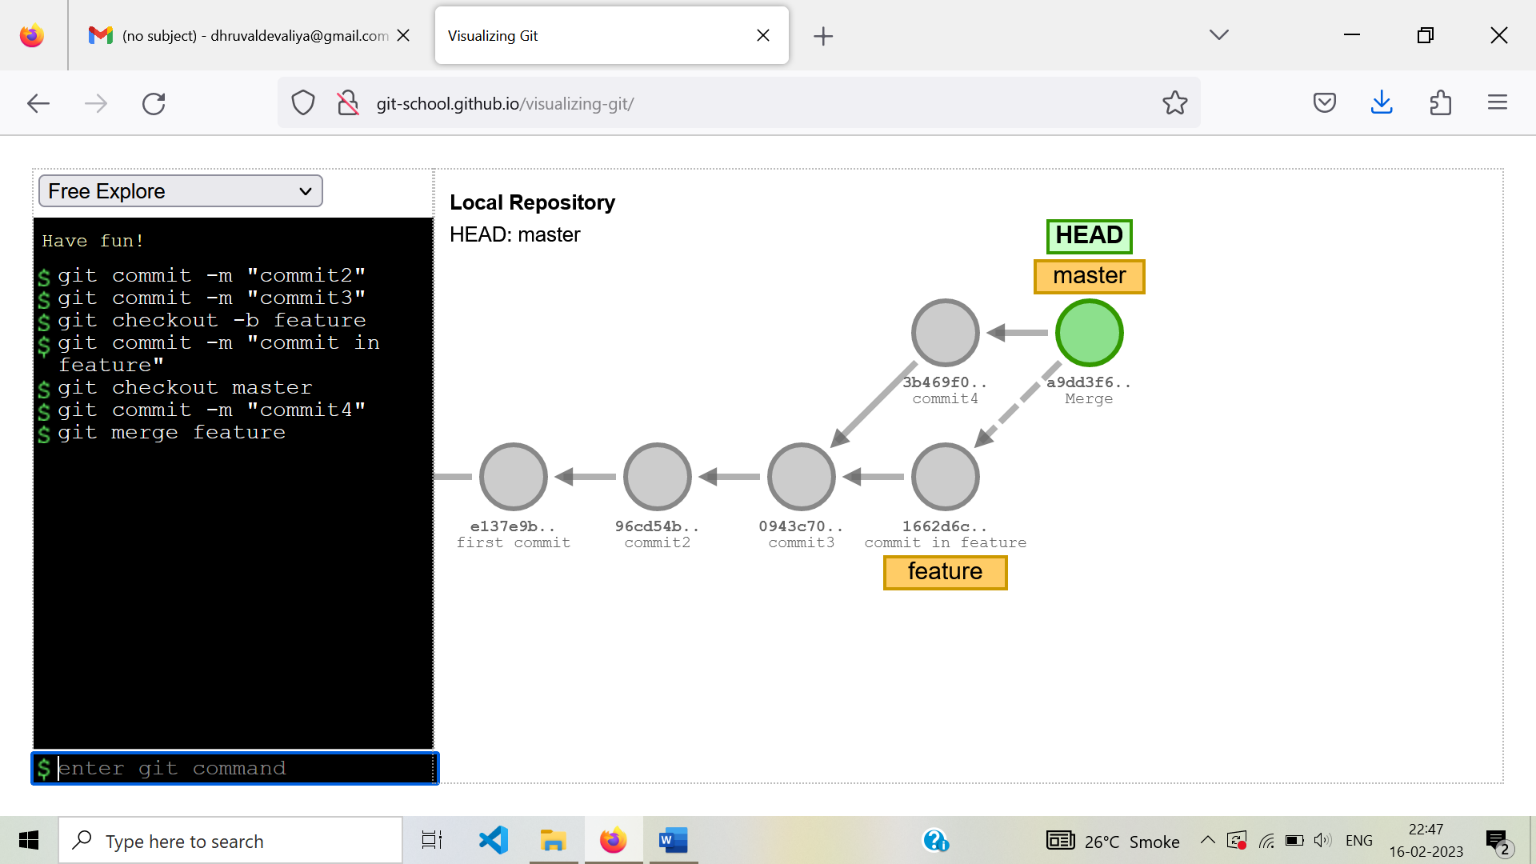 (no subject) - dhruvaldevaliya@gmail.com
Visualizing Git
git-school.github.io/visualizing-git/
Free Explore
Have fun!
$ git commit -m "commit2"
$ git commit -m "commit3"
$ git checkout -b feature
$ git commit -m "commit in
feature"
$ git checkout master
$ git commit -m "commit4"
$ git merge feature
$ enter git command
Local Repository
HEAD: master
HEAD
master
3b469f0..
commit4
a9dd3f6..
Merge
e137e9b..
first commit
96cd54b..
commit2
0943c70..
commit3
1662d6c..
commit in feature
feature
Type here to search
W
26°C Smoke
ENG
22:47
16-02-2023
2